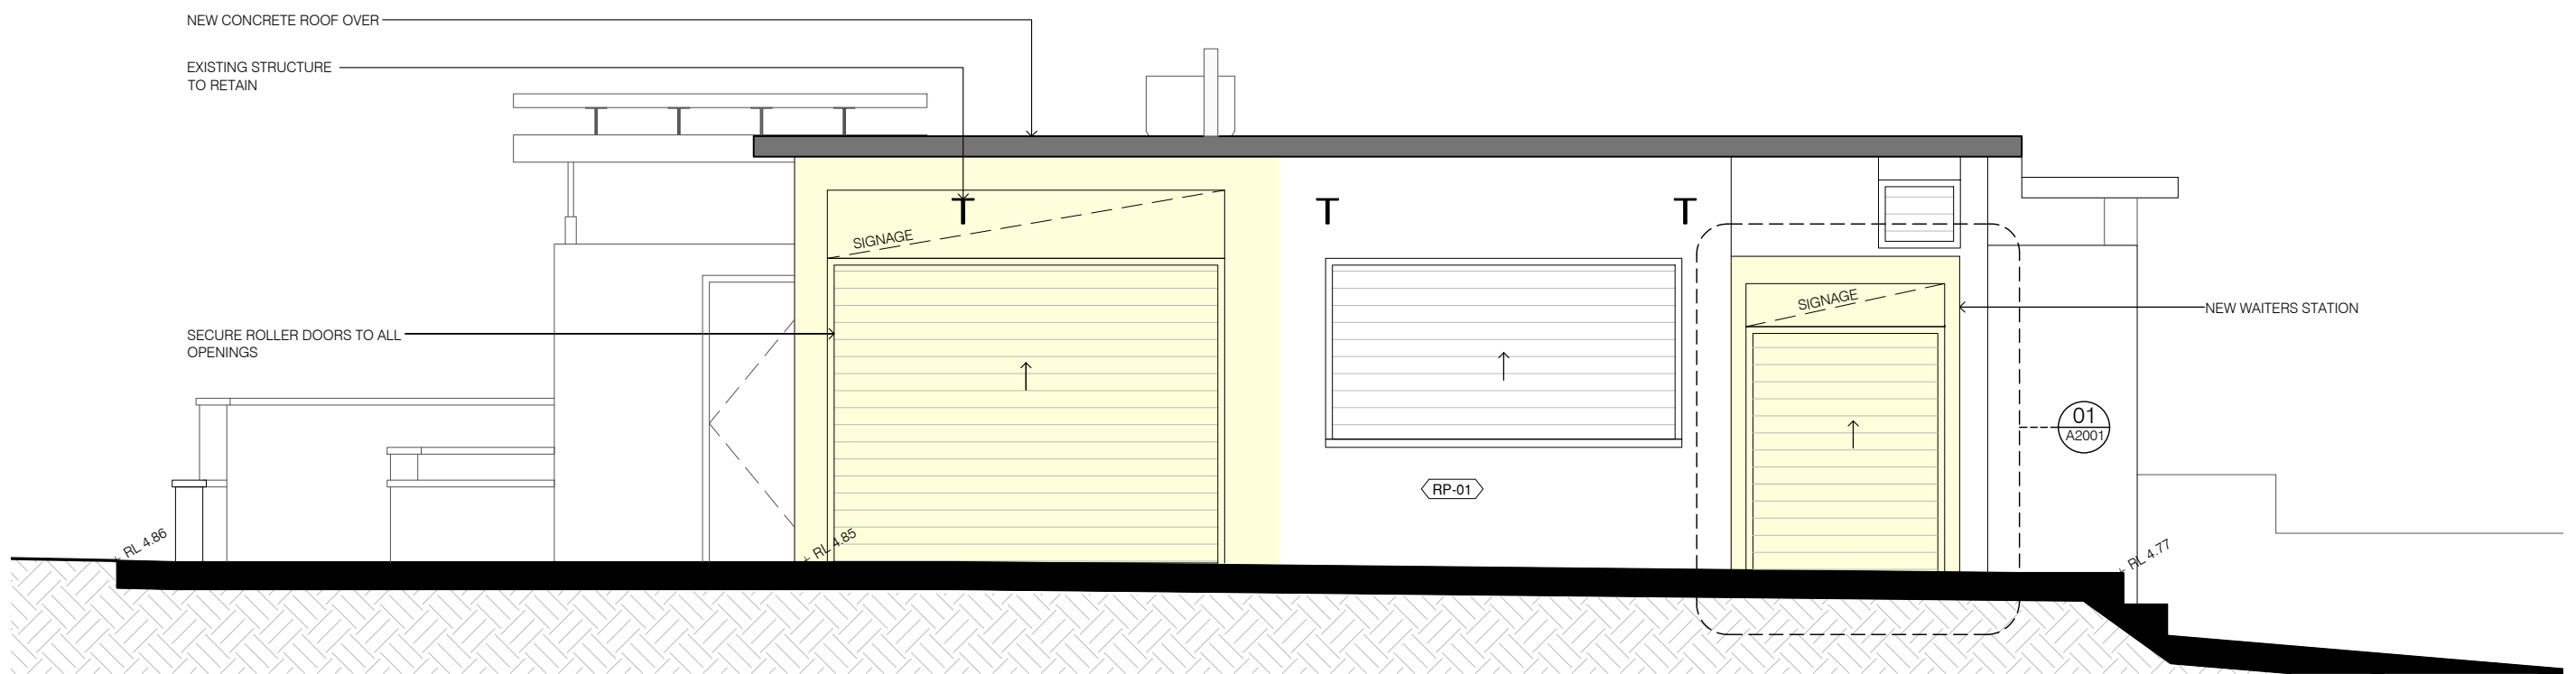 NEW CONCRETE ROOF OVER
EXISTING STRUCTURE
TO RETAIN
SIGNAGE
SIGNAGE
SECURE ROLLER DOORS TO ALL
OPENINGS
NEW WAITERS STATION
01
A2001
RP-01
RL 4.86
RL 4.85
RL 4.77